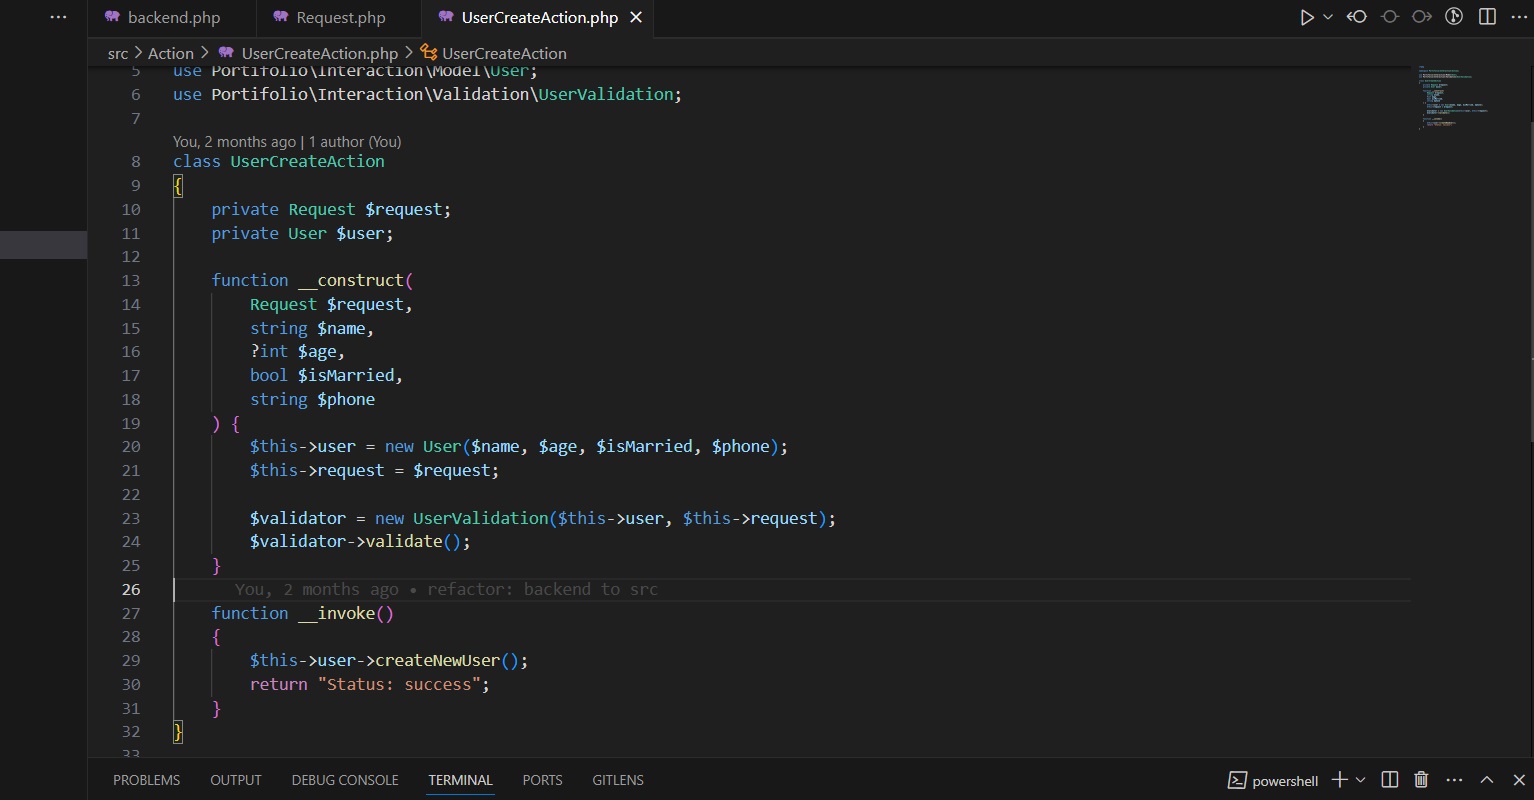 backend.php
Request.php
UserCreateAction.php
src > Action > UserCreateAction.php > UserCreateAction
5 use Portifolio\Interaction\Model\User;
6 use Portifolio\Interaction\Validation\UserValidation;
7
You, 2 months ago | 1 author (You)
8 class UserCreateAction
9 {
10 private Request $request;
11 private User $user;
12
13 function __construct(
14 Request $request,
15 string $name,
16 ?int $age,
17 bool $isMarried,
18 string $phone
19 ) {
20 $this->user = new User($name, $age, $isMarried, $phone);
21 $this->request = $request;
22
23 $validator = new UserValidation($this->user, $this->request);
24 $validator->validate();
25 }
26 You, 2 months ago • refactor: backend to src
27 function __invoke()
28 {
29 $this->user->createNewUser();
30 return "Status: success";
31 }
32 }
33
PROBLEMS OUTPUT DEBUG CONSOLE TERMINAL PORTS GITLENS powershell